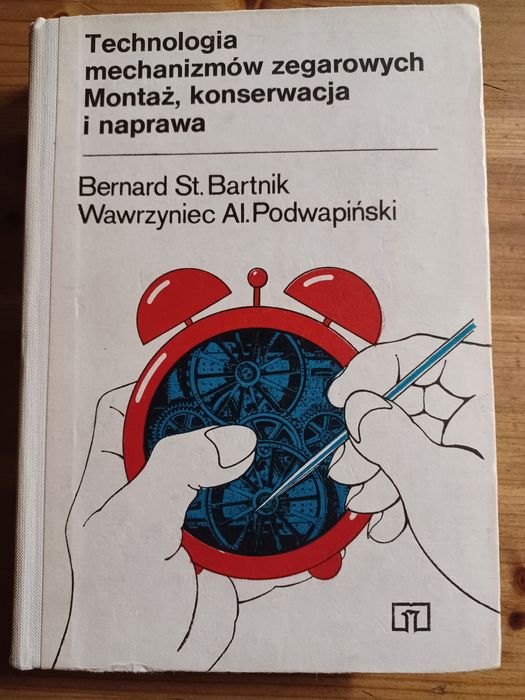 Technologia
mechanizmów zegarowych
Montaż, konserwacja
i naprawa
Bernard St. Bartnik
Wawrzyniec Al. Podwapiński